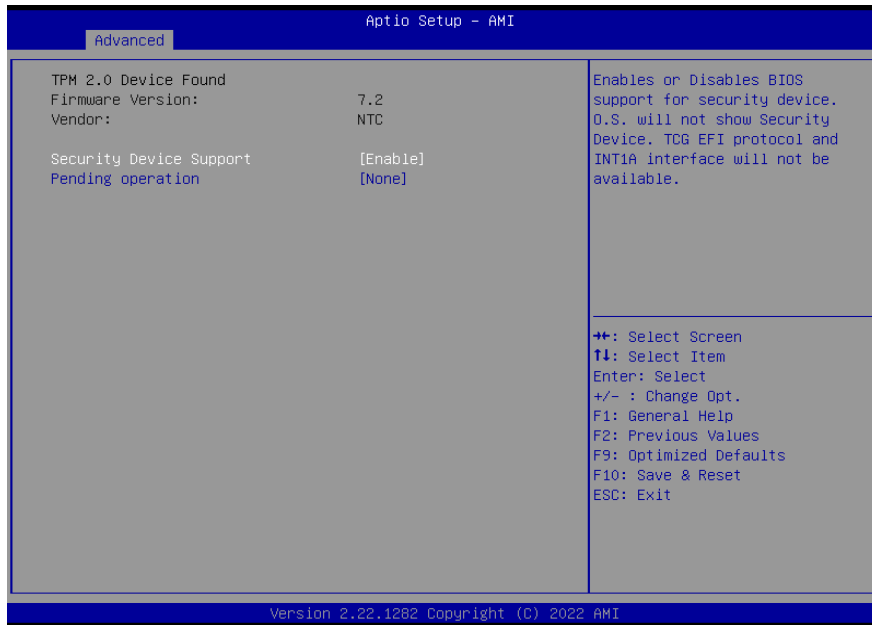 Aptio Setup – AMI
Advanced
TPM 2.0 Device Found
Firmware Version: 7.2
Vendor: NTC
Security Device Support [Enable]
Pending operation [None]
Enables or Disables BIOS
support for security device.
O.S. will not show Security
Device. TCG EFI protocol and
INT1A interface will not be
available.
→←: Select Screen
↑↓: Select Item
Enter: Select
+/- : Change Opt.
F1: General Help
F2: Previous Values
F9: Optimized Defaults
F10: Save & Reset
ESC: Exit
Version 2.22.1282 Copyright (C) 2022 AMI